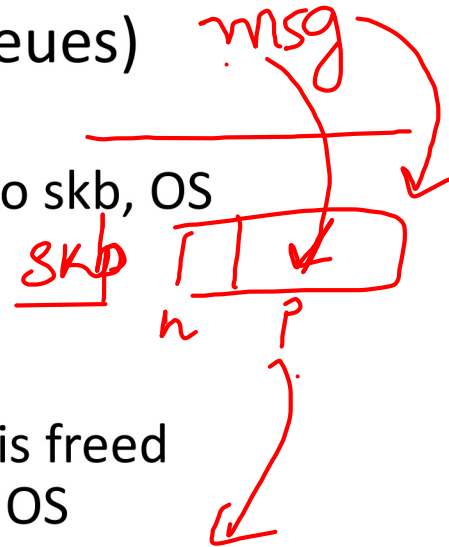 eues)
msg
o skb, OS
skb
h
p
is freed
OS